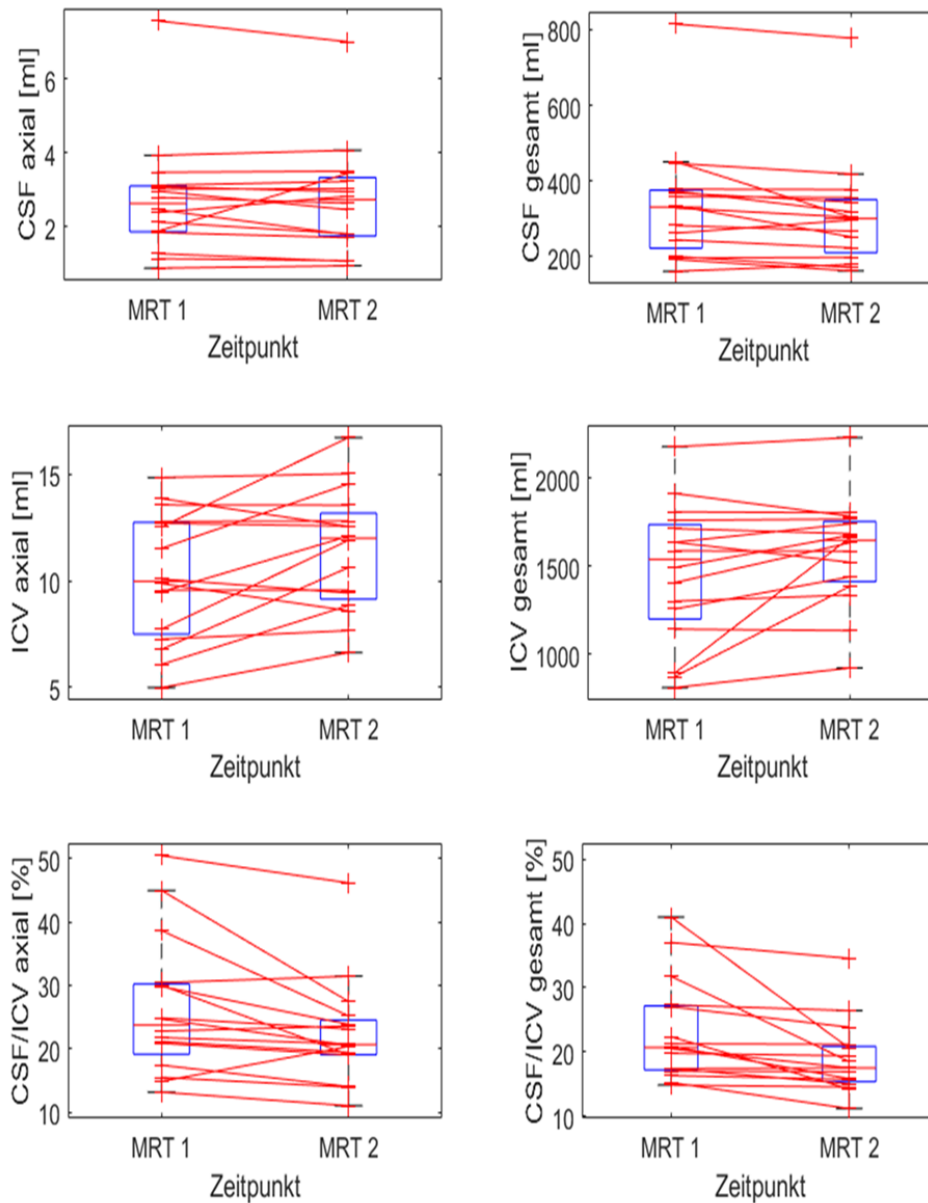 CSF axial [ml]
6
4
2
MRT 1 MRT 2
Zeitpunkt
CSF gesamt [ml]
800
600
400
200
MRT 1 MRT 2
Zeitpunkt
ICV axial [ml]
15
10
5
MRT 1 MRT 2
Zeitpunkt
ICV gesamt [ml]
2000
1500
1000
MRT 1 MRT 2
Zeitpunkt
CSF/ICV axial [%]
50
40
30
20
10
MRT 1 MRT 2
Zeitpunkt
CSF/ICV gesamt [%]
50
40
30
20
10
MRT 1 MRT 2
Zeitpunkt